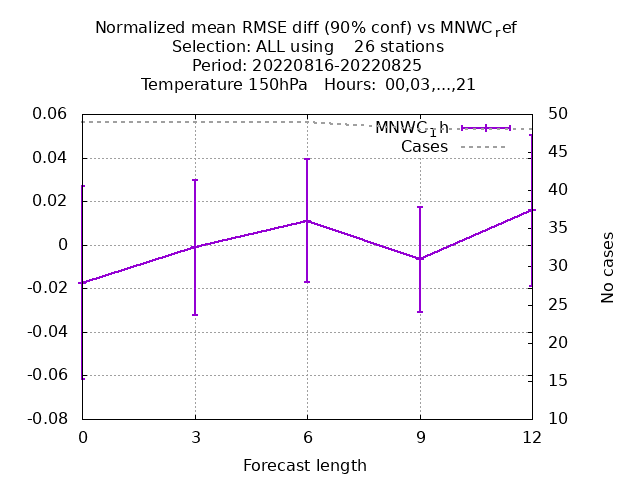 Normalized mean RMSE diff (90% conf) vs MNWC_ref
Selection: ALL using    26 stations
Period: 20220816-20220825
Temperature 150hPa   Hours: 00,03,...,21
MNWC_1h
Cases
0.06
0.04
0.02
0
-0.02
-0.04
-0.06
-0.08
50
45
40
35
30
25
20
15
10
No cases
0
3
6
9
12
Forecast length